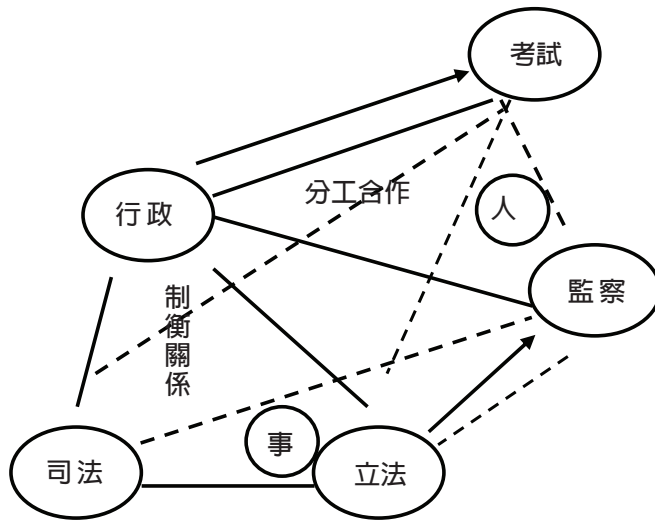 考試
分工合作
行政
人
監察
制衡關係
事
司法
立法